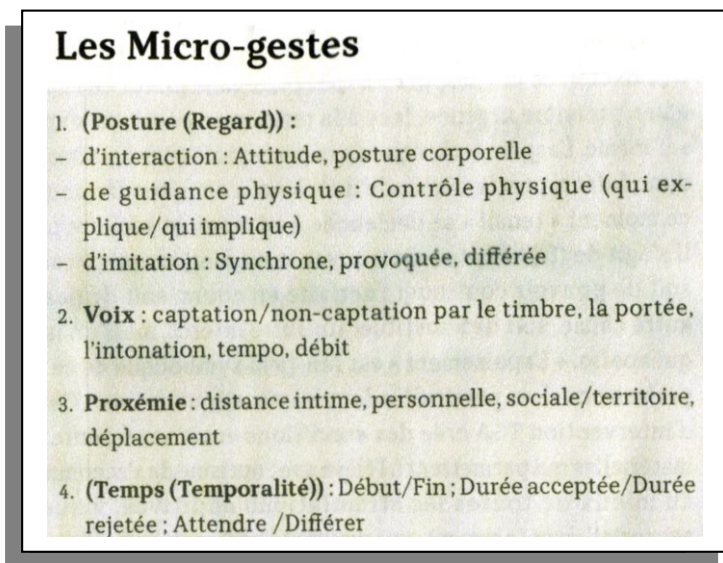 Les Micro-gestes
1. (Posture (Regard)) :
– d'interaction : Attitude, posture corporelle
– de guidance physique : Contrôle physique (qui ex-
plique/qui implique)
– d'imitation : Synchrone, provoquée, différée
2. Voix : captation/non-captation par le timbre, la portée,
l'intonation, tempo, débit
3. Proxémie : distance intime, personnelle, sociale/territoire,
déplacement
4. (Temps (Temporalité)) : Début/Fin ; Durée acceptée/Durée
rejetée ; Attendre /Différer